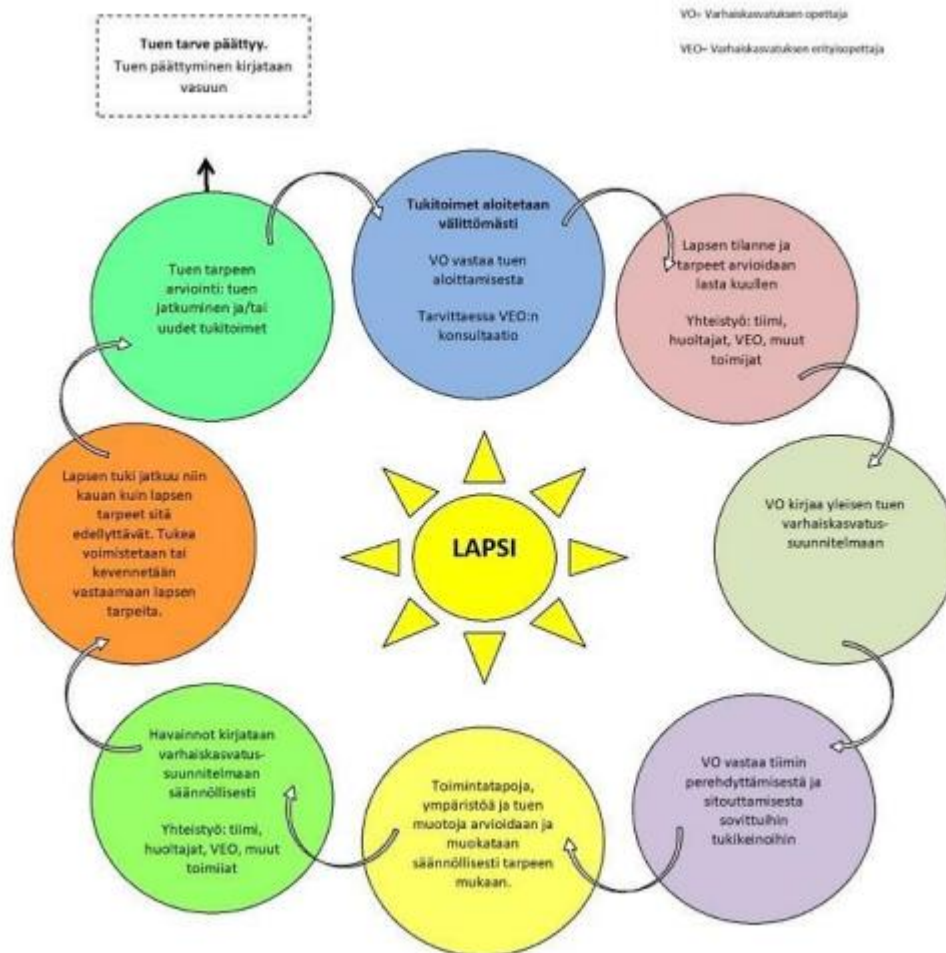 VO= Varhaiskasvatuksen opettaja
VEO= Varhaiskasvatuksen erityisopettaja
Tuen tarve päättyy.
Tuen päättyminen kirjataan
vasuun
Tukitoimet aloitetaan
välittömästi
VO vastaa tuen
aloittamisesta
Tarvittaessa VEO:n
konsultaatio
Lapsen tilanne ja
tarpeet arvioidaan
lasta kuullen
Yhteistyö: tiimi,
huoltajat, VEO, muut
toimijat
VO kirjaa yleisen tuen
varhaiskasvatus-
suunnitelmaan
VO vastaa tiimin
perehdyttämisestä ja
sitouttamisesta
sovittuihin
tukikeinoihin
Toimintatapoja,
ympäristöä ja tuen
muotoja arvioidaan ja
muokataan
säännöllisesti tarpeen
mukaan.
Havainnot kirjataan
varhaiskasvatus-
suunnitelmaan
säännöllisesti
Yhteistyö: tiimi,
huoltajat, VEO, muut
toimijat
Lapsen tuki jatkuu niin
kauan kuin lapsen
tarpeet sitä
edellyttävät. Tukea
voimistetaan tai
kevennetään
vastaamaan lapsen
tarpeita.
Tuen tarpeen
arviointi: tuen
jatkuminen ja/tai
uudet tukitoimet
LAPSI